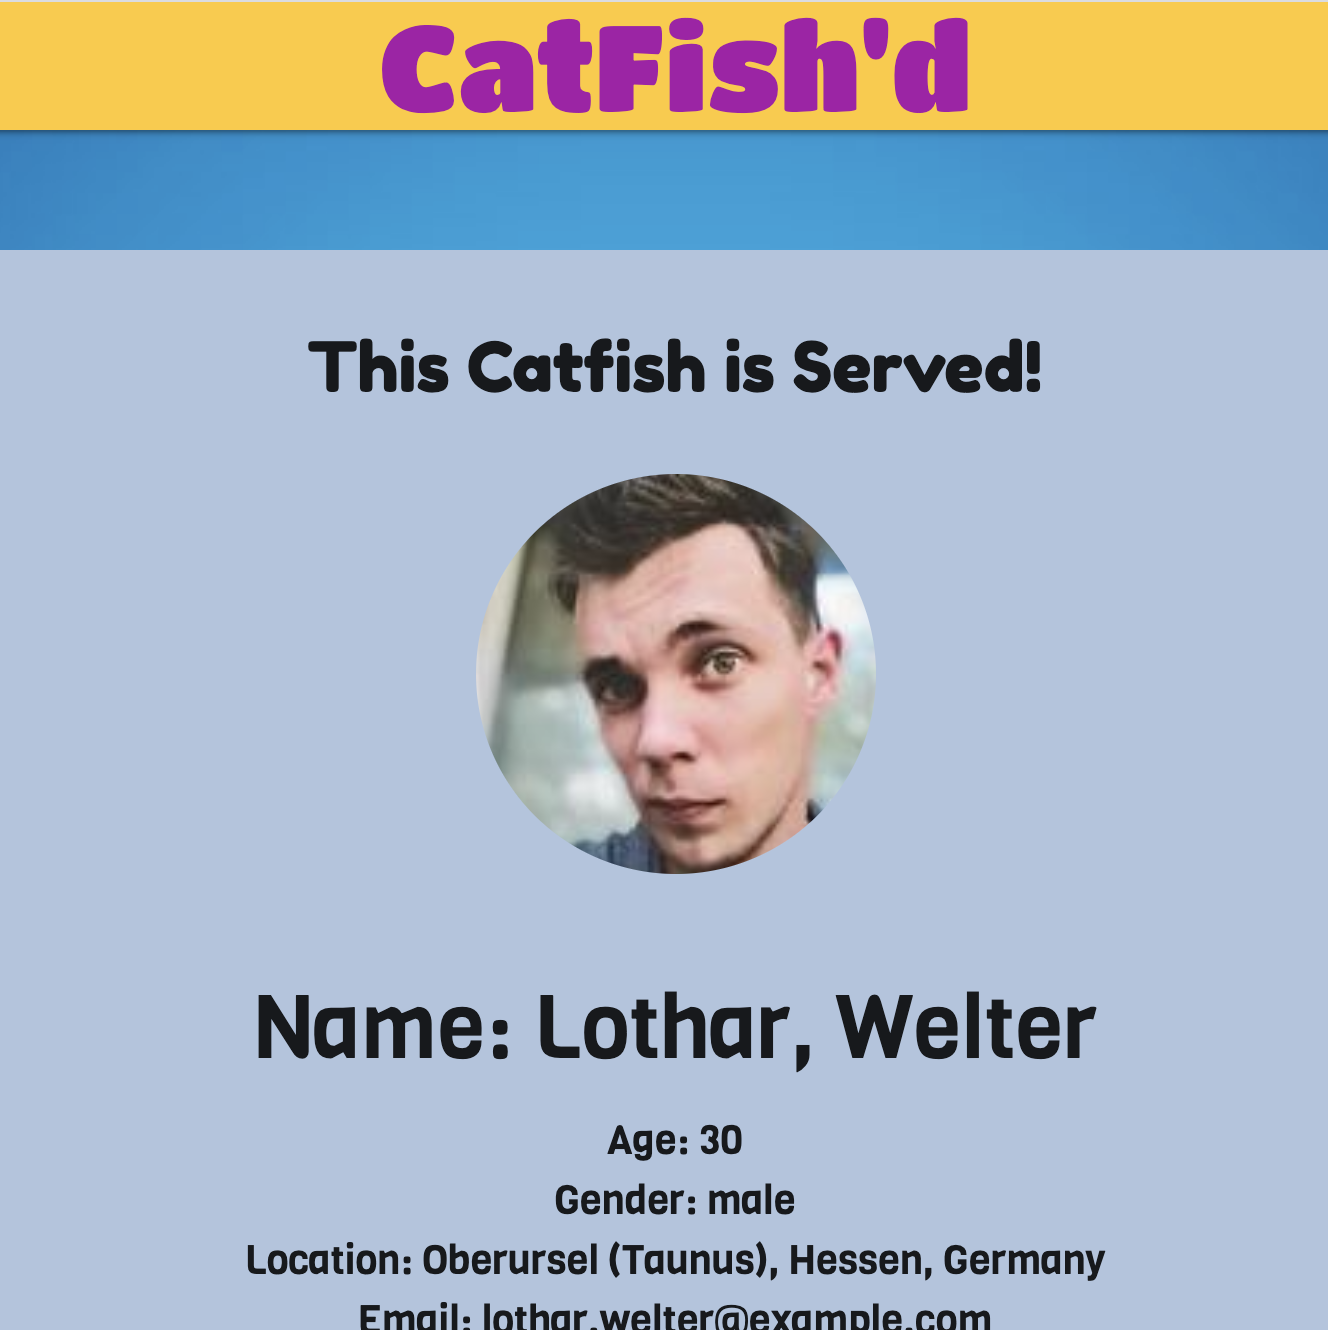 CatFish'd
This Catfish is Served!
Name: Lothar, Welter
Age: 30
Gender: male
Location: Oberursel (Taunus), Hessen, Germany
Email: lothar.welter@example.com